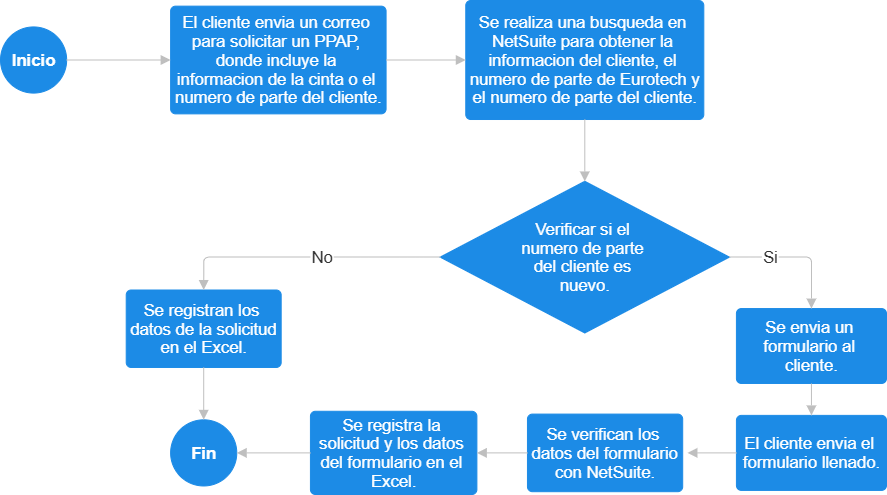 Inicio
El cliente envia un correo
para solicitar un PPAP,
donde incluye la
informacion de la cinta o el
numero de parte del cliente.
Se realiza una busqueda en
NetSuite para obtener la
informacion del cliente, el
numero de parte de Eurotech y
el numero de parte del cliente.
Verificar si el
numero de parte
del cliente es
nuevo.
No
Si
Se registran los
datos de la solicitud
en el Excel.
Se envia un
formulario al
cliente.
El cliente envia el
formulario llenado.
Se verifican los
datos del formulario
con NetSuite.
Se registra la
solicitud y los datos
del formulario en el
Excel.
Fin